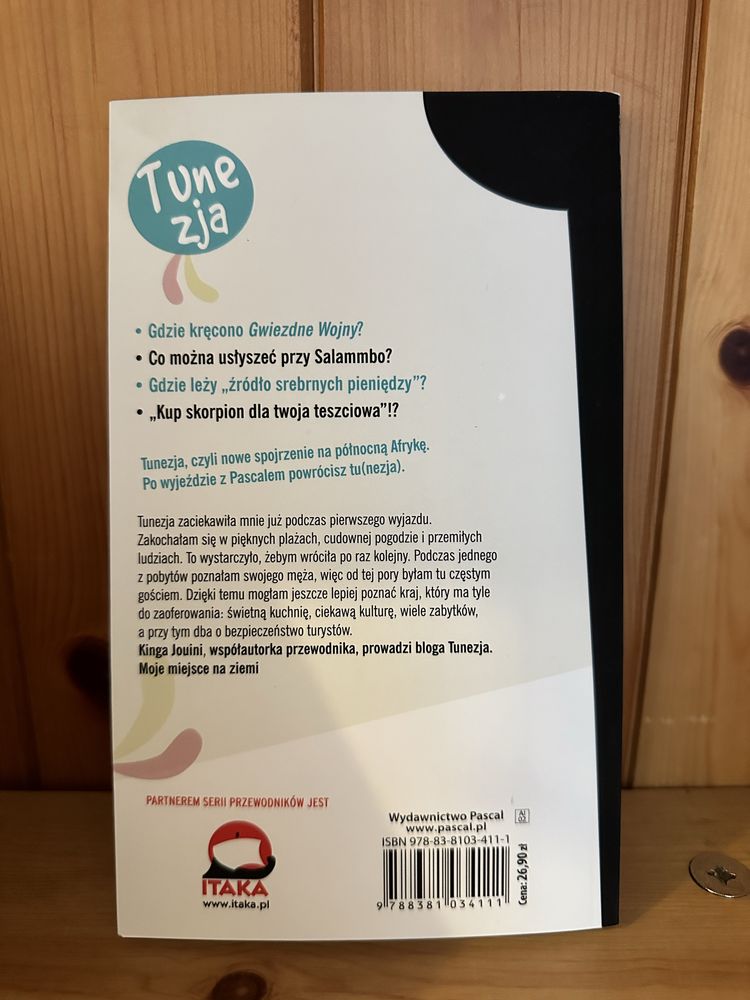 Tune
zja
• Gdzie kręcono Gwiezdne Wojny?
• Co można usłyszeć przy Salammbo?
• Gdzie leży „źródło srebrnych pieniędzy”?
• „Kup skorpion dla twoja teszciowa”!?
Tunezja, czyli nowe spojrzenie na północną Afrykę.
Po wyjeździe z Pascalem powrócisz tu(nezja).
Tunezja zaciekawiła mnie już podczas pierwszego wyjazdu.
Zakochałam się w pięknych plażach, cudownej pogodzie i przemiłych
ludziach. To wystarczyło, żebym wróciła po raz kolejny. Podczas jednego
z pobytów poznałam swojego męża, więc od tej pory byłam tu częstym
gościem. Dzięki temu mogłam jeszcze lepiej poznać kraj, który ma tyle
do zaoferowania: świetną kuchnię, ciekawą kulturę, wiele zabytków,
a przy tym dba o bezpieczeństwo turystów.
Kinga Jouini, współautorka przewodnika, prowadzi bloga Tunezja.
Moje miejsce na ziemi
PARTNEREM SERII PRZEWODNIKÓW JEST
ITAKA
www.itaka.pl
Wydawnictwo Pascal
www.pascal.pl
A!
02
ISBN 978-83-8103-411-1
9 788381 034111
Cena: 26,90 zł